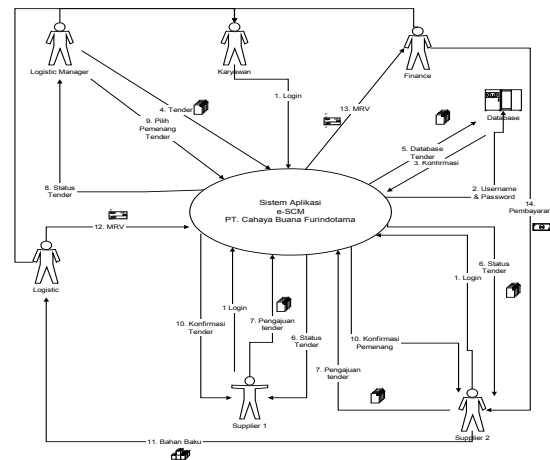 Logistic Manager
Karyawan
Finance
1. Login
4. Tender
9. Pilih
Pemenang
Tender
13. MRV
Database
5. Database
Tender
3. Konfirmasi
8. Status
Tender
Sistem Aplikasi
e-SCM
PT. Cahaya Buana Furindotama
2. Username
& Password
14.
Pembayaran
12. MRV
Logistic
10. Konfirmasi
Tender
1 Login
7. Pengajuan
tender
6. Status
Tender
10. Konfirmasi
Pemenang
7. Pengajuan
tender
1. Login
6. Status
Tender
Supplier 1
Supplier 2
11. Bahan Baku